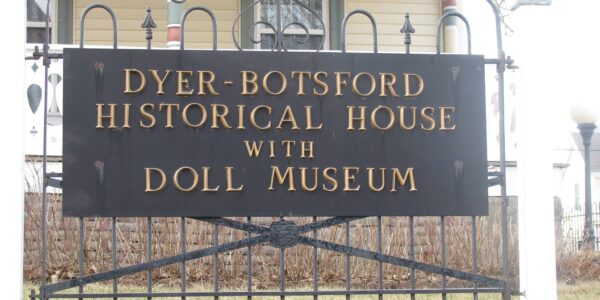 DYER-BOTSFORD
HISTORICAL HOUSE
WITH
DOLL MUSEUM